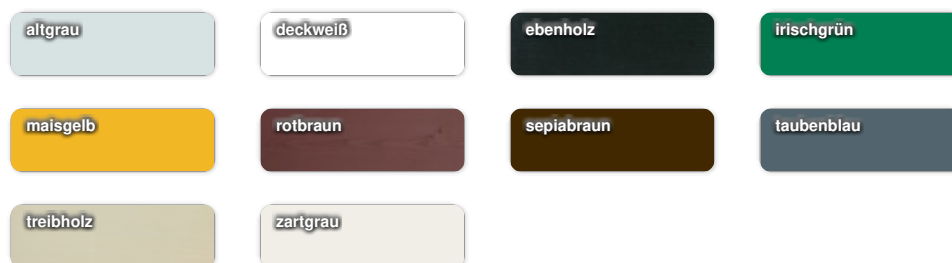 altgrau
deckweiß
ebenholz
irischgrün
maisgelb
rotbraun
sepiabraun
taubenblau
treibholz
zartgrau